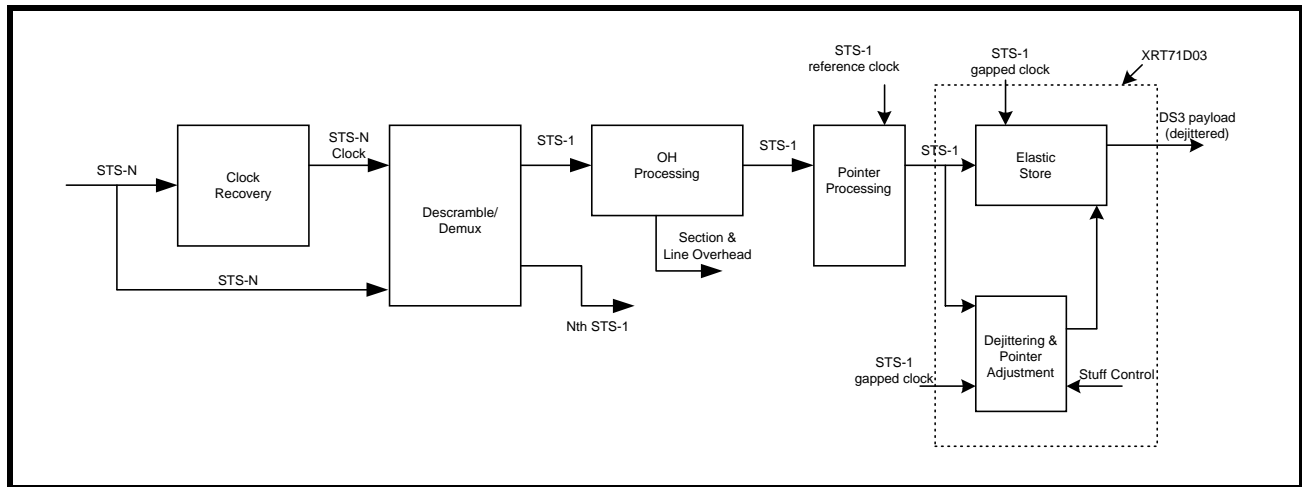 STS-N
Clock
Recovery
STS-N
STS-N
Clock
Descramble/
Demux
STS-1
Nth STS-1
OH
Processing
Section &
Line Overhead
STS-1
STS-1
reference clock
Pointer
Processing
STS-1
STS-1
gapped clock
XRT71D03
Elastic
Store
DS3 payload
(dejittered)
Dejittering &
Pointer
Adjustment
STS-1
gapped clock
Stuff Control